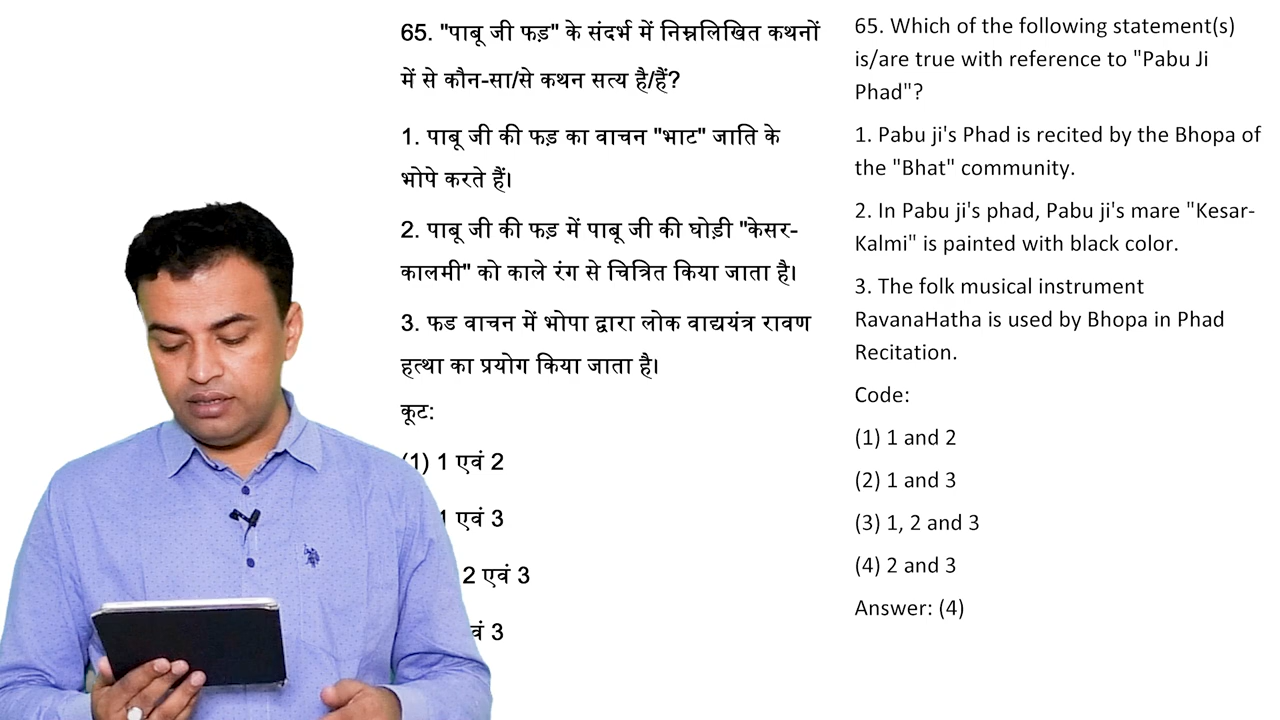 65. "पाबू जी फड़" के संदर्भ में निम्नलिखित कथनों
में से कौन-सा/से कथन सत्य है/हैं?
1. पाबू जी की फड़ का वाचन "भाट" जाति के
भोपे करते हैं।
2. पाबू जी की फड़ में पाबू जी की घोड़ी "केसर-
कालमी" को काले रंग से चित्रित किया जाता है।
3. फड वाचन में भोपा द्वारा लोक वाद्ययंत्र रावण
हत्था का प्रयोग किया जाता है।
कूट:
(1) 1 एवं 2
1 एवं 3
2 एवं 3
वं 3
65. Which of the following statement(s)
is/are true with reference to "Pabu Ji
Phad"?
1. Pabu ji's Phad is recited by the Bhopa of
the "Bhat" community.
2. In Pabu ji's phad, Pabu ji's mare "Kesar-
Kalmi" is painted with black color.
3. The folk musical instrument
RavanaHatha is used by Bhopa in Phad
Recitation.
Code:
(1) 1 and 2
(2) 1 and 3
(3) 1, 2 and 3
(4) 2 and 3
Answer: (4)